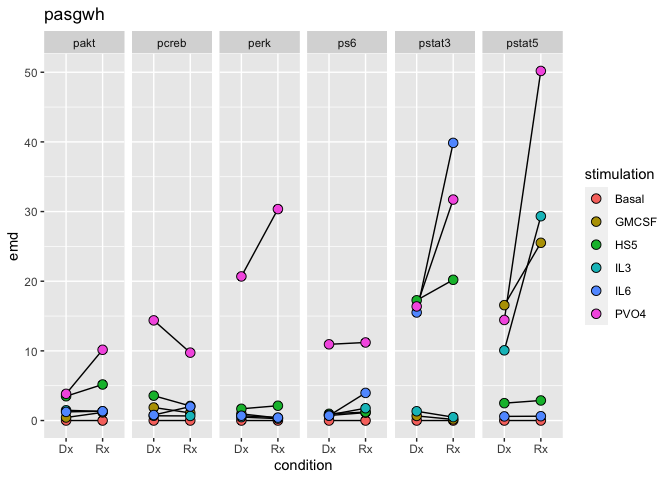 pasgwh
pakt pcreb perk ps6 pstat3 pstat5
50
40
30
20
10
0
emd
Dx Rx Dx Rx Dx Rx Dx Rx Dx Rx Dx Rx
condition
stimulation
Basal
GMCSF
HS5
IL3
IL6
PVO4